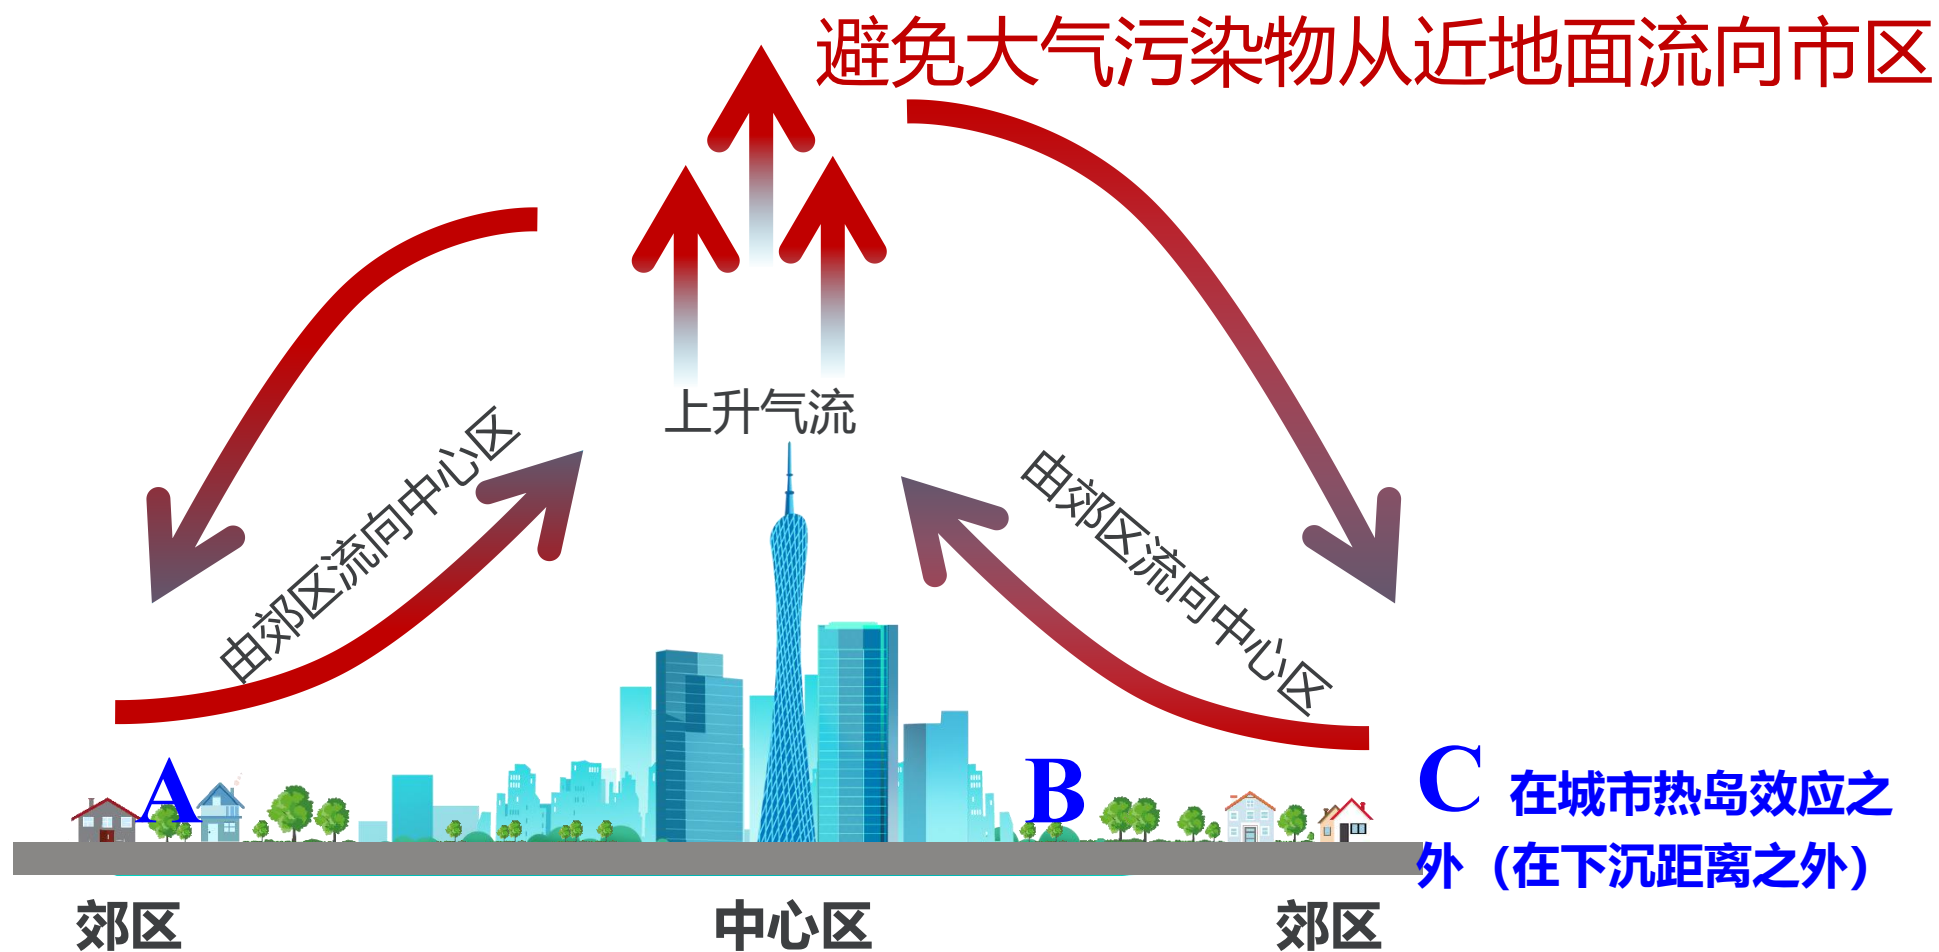 避免大气污染物从近地面流向市区
上升气流
由郊区流向中心区
由郊区流向中心区
A
B
C 在城市热岛效应之
外（在下沉距离之外）
郊区
中心区
郊区